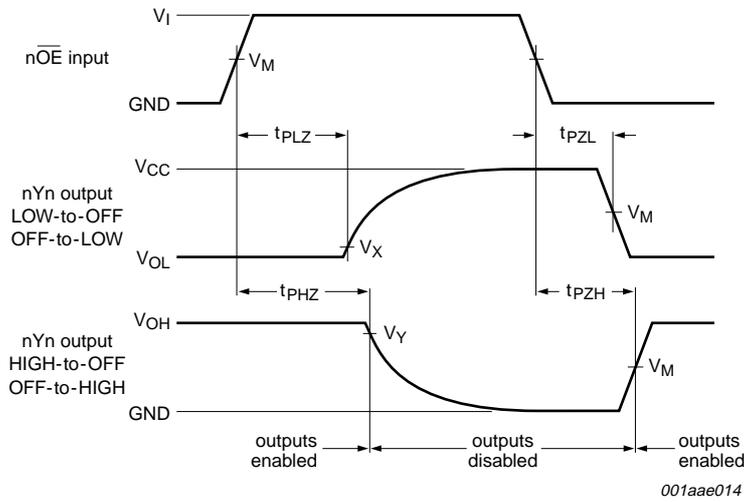 VI
nOE input
VM
GND
tPLZ
tPZL
VCC
nYn output
LOW-to-OFF
OFF-to-LOW
VM
VX
VOL
tPHZ
tPZH
VOH
VY
nYn output
HIGH-to-OFF
OFF-to-HIGH
VM
GND
outputs
enabled
outputs
disabled
outputs
enabled
001aae014